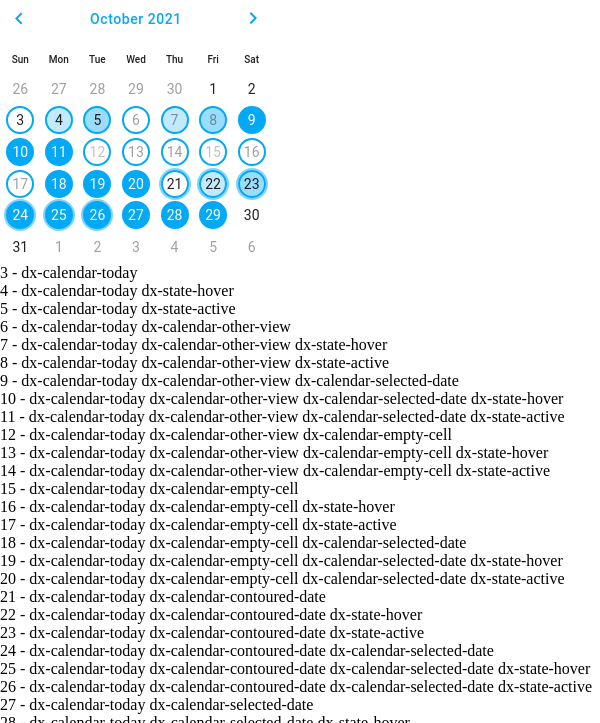 October 2021
Sun Mon Tue Wed Thu Fri Sat
26 27 28 29 30 1 2
3 4 5 6 7 8 9
10 11 12 13 14 15 16
17 18 19 20 21 22 23
24 25 26 27 28 29 30
31 1 2 3 4 5 6
3 - dx-calendar-today
4 - dx-calendar-today dx-state-hover
5 - dx-calendar-today dx-state-active
6 - dx-calendar-today dx-calendar-other-view
7 - dx-calendar-today dx-calendar-other-view dx-state-hover
8 - dx-calendar-today dx-calendar-other-view dx-state-active
9 - dx-calendar-today dx-calendar-other-view dx-calendar-selected-date
10 - dx-calendar-today dx-calendar-other-view dx-calendar-selected-date dx-state-hover
11 - dx-calendar-today dx-calendar-other-view dx-calendar-selected-date dx-state-active
12 - dx-calendar-today dx-calendar-other-view dx-calendar-empty-cell
13 - dx-calendar-today dx-calendar-other-view dx-calendar-empty-cell dx-state-hover
14 - dx-calendar-today dx-calendar-other-view dx-calendar-empty-cell dx-state-active
15 - dx-calendar-today dx-calendar-empty-cell
16 - dx-calendar-today dx-calendar-empty-cell dx-state-hover
17 - dx-calendar-today dx-calendar-empty-cell dx-state-active
18 - dx-calendar-today dx-calendar-empty-cell dx-calendar-selected-date
19 - dx-calendar-today dx-calendar-empty-cell dx-calendar-selected-date dx-state-hover
20 - dx-calendar-today dx-calendar-empty-cell dx-calendar-selected-date dx-state-active
21 - dx-calendar-today dx-calendar-contoured-date
22 - dx-calendar-today dx-calendar-contoured-date dx-state-hover
23 - dx-calendar-today dx-calendar-contoured-date dx-state-active
24 - dx-calendar-today dx-calendar-contoured-date dx-calendar-selected-date
25 - dx-calendar-today dx-calendar-contoured-date dx-calendar-selected-date dx-state-hover
26 - dx-calendar-today dx-calendar-contoured-date dx-calendar-selected-date dx-state-active
27 - dx-calendar-today dx-calendar-selected-date
28 - dx-calendar-today dx-calendar-selected-date dx-state-hover